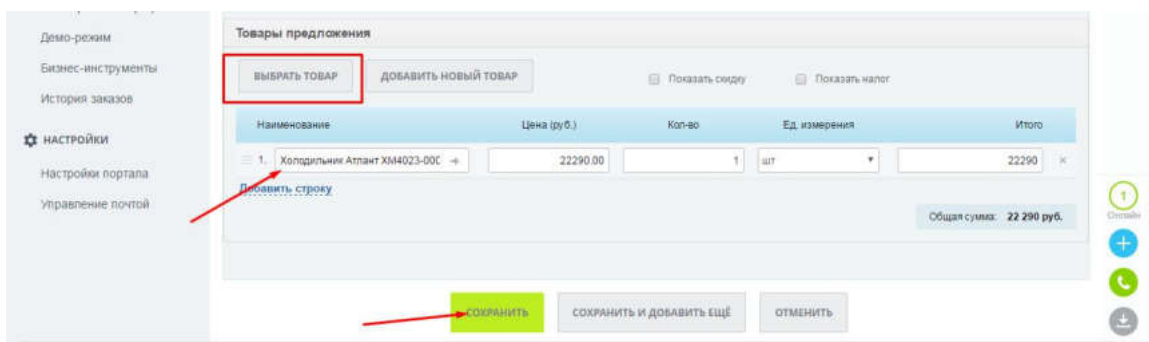 Демо-режим
Бизнес-инструменты
История заказов
НАСТРОЙКИ
Настройки портала
Управление почтой
Товары предложения
ВЫБРАТЬ ТОВАР ДОБАВИТЬ НОВЫЙ ТОВАР Показать скидку Показать налог
Наименование Цена (руб.) Кол-во Ед. измерения Итого
1. Холодильник Атлант XM4023-000 22290.00 1 шт 22290
Добавить строку
Общая сумма: 22 290 руб.
СОХРАНИТЬ СОХРАНИТЬ И ДОБАВИТЬ ЕЩЁ ОТМЕНИТЬ
1
Онлайн